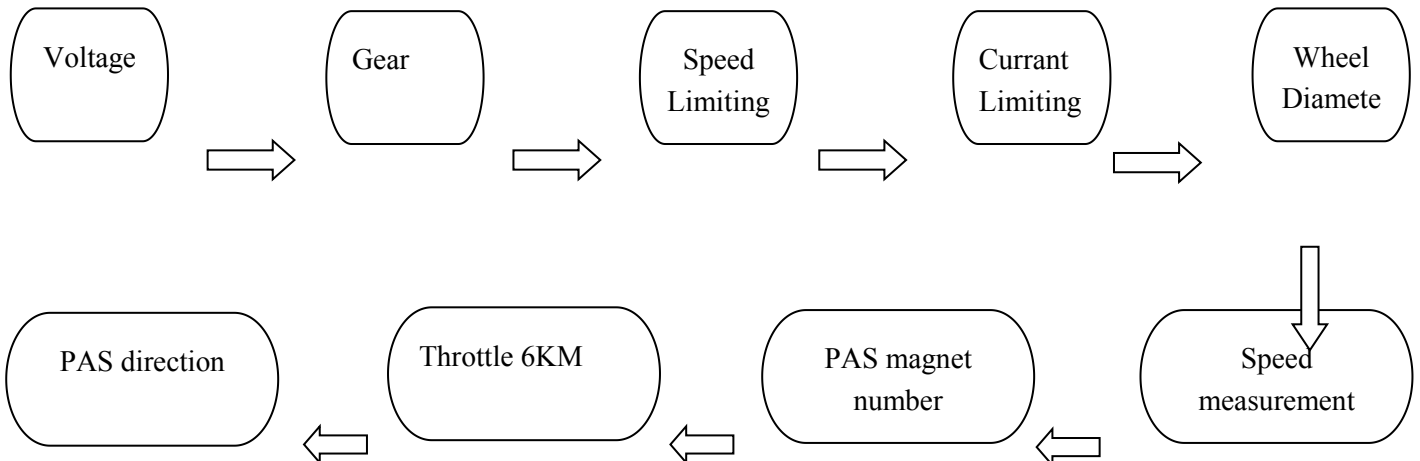 Voltage
Gear
Speed
Limiting
Currant
Limiting
Wheel
Diamete
PAS direction
Throttle 6KM
PAS magnet
number
Speed
measurement